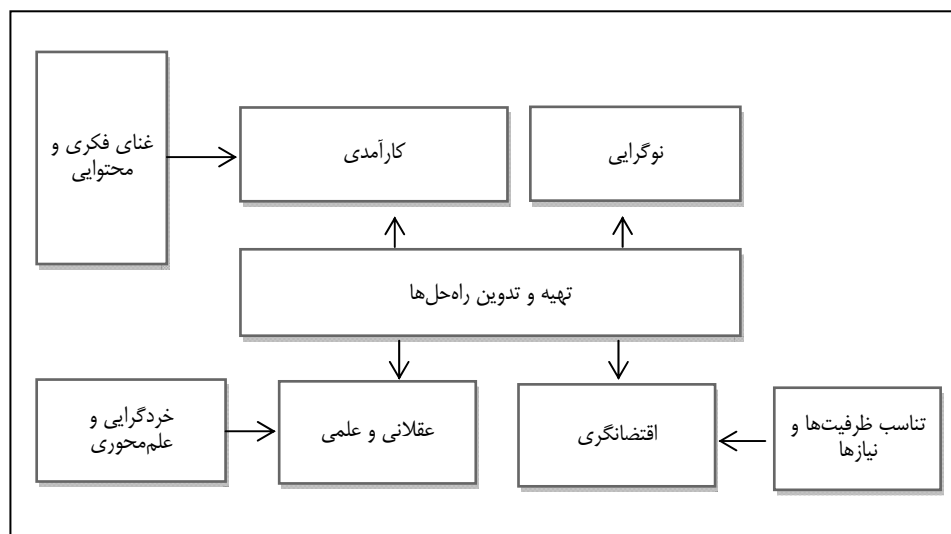 غنای فکری و
محتوایی
کارآمدی
نوگرایی
تهیه و تدوین راه‌حل‌ها
خردگرایی و
علم‌محوری
عقلانی و علمی
اقتضانگری
تناسب ظرفیت‌ها و
نیازها